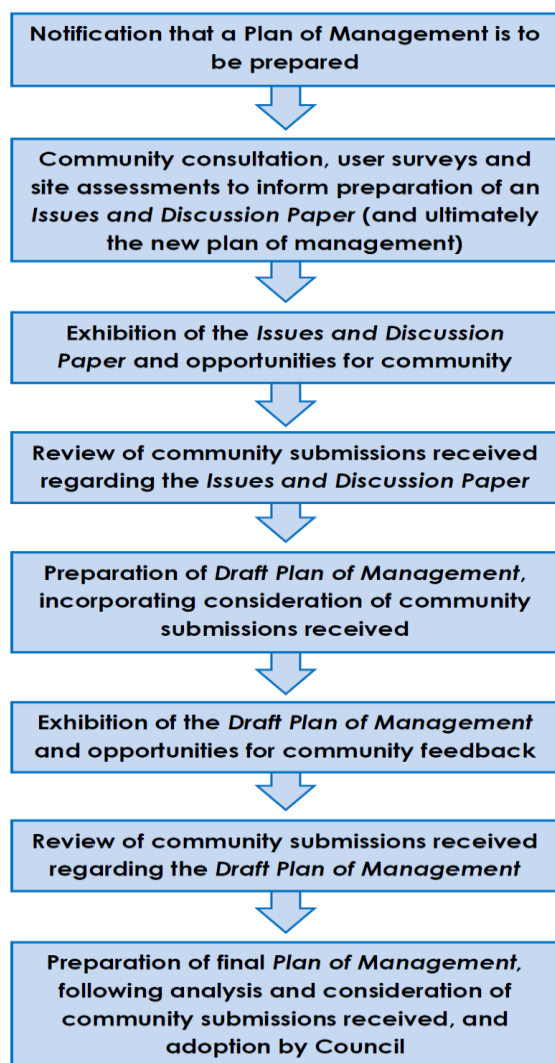 Notification that a Plan of Management is to
be prepared
Community consultation, user surveys and
site assessments to inform preparation of an
Issues and Discussion Paper (and ultimately
the new plan of management)
Exhibition of the Issues and Discussion
Paper and opportunities for community
Review of community submissions received
regarding the Issues and Discussion Paper
Preparation of Draft Plan of Management,
incorporating consideration of community
submissions received
Exhibition of the Draft Plan of Management
and opportunities for community feedback
Review of community submissions received
regarding the Draft Plan of Management
Preparation of final Plan of Management,
following analysis and consideration of
community submissions received, and
adoption by Council